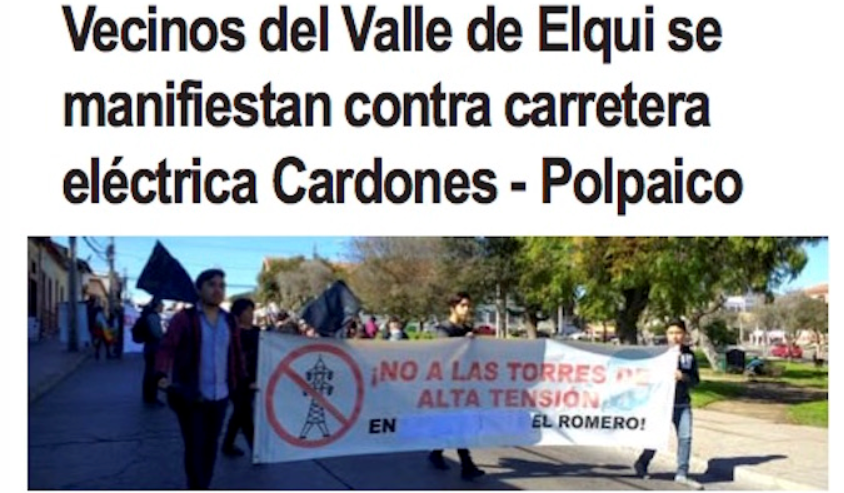 Vecinos del Valle de Elqui se
manifiestan contra carretera
eléctrica Cardones - Polpaico
¡NO A LAS TORRES DE
ALTA TENSIÓN
EN EL ROMERO!